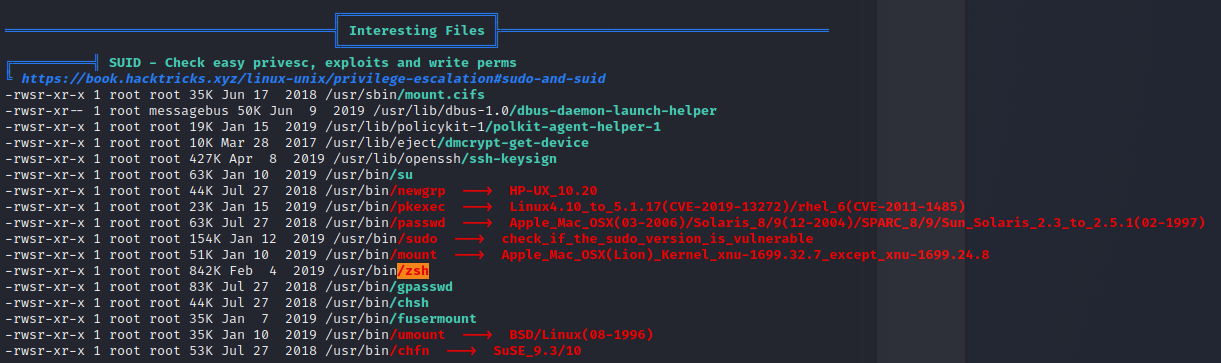 Interesting Files
SUID - Check easy privesc, exploits and write perms
https://book.hacktricks.xyz/linux-unix/privilege-escalation#sudo-and-suid
-rwsr-xr-x 1 root root 35K Jun 17  2018 /usr/sbin/mount.cifs
-rwsr-xr-- 1 root messagebus 50K Jun  9  2019 /usr/lib/dbus-1.0/dbus-daemon-launch-helper
-rwsr-xr-x 1 root root 19K Jan 15  2019 /usr/lib/policykit-1/polkit-agent-helper-1
-rwsr-xr-x 1 root root 10K Mar 28  2017 /usr/lib/eject/dmcrypt-get-device
-rwsr-xr-x 1 root root 427K Apr  8  2019 /usr/lib/openssh/ssh-keysign
-rwsr-xr-x 1 root root 63K Jan 10  2019 /usr/bin/su
-rwsr-xr-x 1 root root 44K Jul 27  2018 /usr/bin/newgrp  --->  HP-UX_10.20
-rwsr-xr-x 1 root root 23K Jan 15  2019 /usr/bin/pkexec  --->  Linux4.10_to_5.1.17(CVE-2019-13272)/rhel_6(CVE-2011-1485)
-rwsr-xr-x 1 root root 63K Jul 27  2018 /usr/bin/passwd  --->  Apple_Mac_OSX(03-2006)/Solaris_8/9(12-2004)/SPARC_8/9/Sun_Solaris_2.3_to_2.5.1(02-1997)
-rwsr-xr-x 1 root root 154K Jan 12  2019 /usr/bin/sudo  --->  check_if_the_sudo_version_is_vulnerable
-rwsr-xr-x 1 root root 51K Jan 10  2019 /usr/bin/mount  --->  Apple_Mac_OSX(Lion)_Kernel_xnu-1699.32.7_except_xnu-1699.24.8
-rwsr-xr-x 1 root root 842K Feb  4  2019 /usr/bin/zsh
-rwsr-xr-x 1 root root 83K Jul 27  2018 /usr/bin/gpasswd
-rwsr-xr-x 1 root root 44K Jul 27  2018 /usr/bin/chsh
-rwsr-xr-x 1 root root 35K Jan  7  2019 /usr/bin/fusermount
-rwsr-xr-x 1 root root 35K Jan 10  2019 /usr/bin/umount  --->  BSD/Linux(08-1996)
-rwsr-xr-x 1 root root 53K Jul 27  2018 /usr/bin/chfn  --->  SuSE_9.3/10